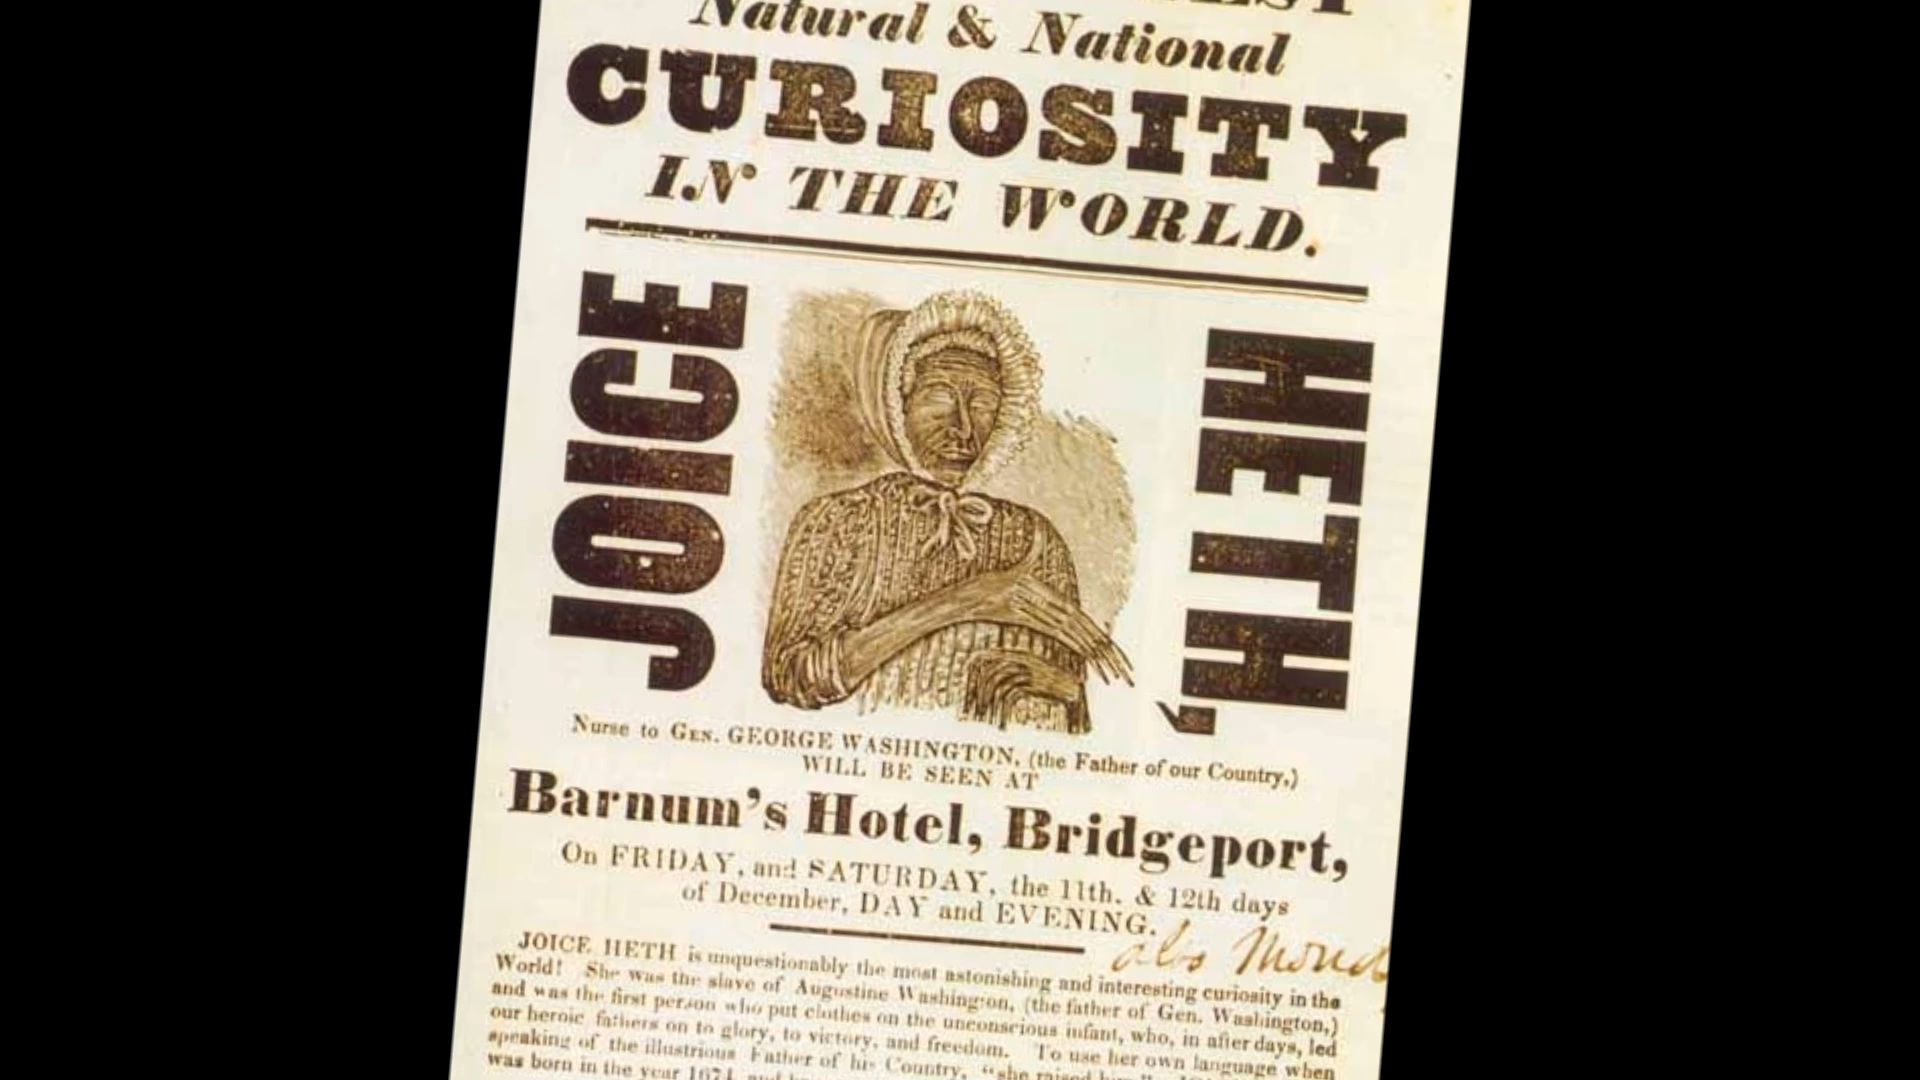 Natural & National
CURIOSITY
IN THE WORLD.
JOICE
HETH,
Nurse to GEN. GEORGE WASHINGTON, (the Father of our Country,)
WILL BE SEEN AT
Barnum's Hotel, Bridgeport,
On FRIDAY, and SATURDAY, the 11th. & 12th days
of December, DAY and EVENING.
also Mond
JOICE HETH is unquestionably the most astonishing and interesting curiosity in the
World! She was the slave of Augustine Washington, (the father of Gen. Washington,)
and was the first person who put clothes on the unconscious infant, who, in after days, led
our heroic fathers on to glory, to victory, and freedom. To use her own language when
speaking of the illustrious Father of his Country, "she raised him"
was born in the year 1674